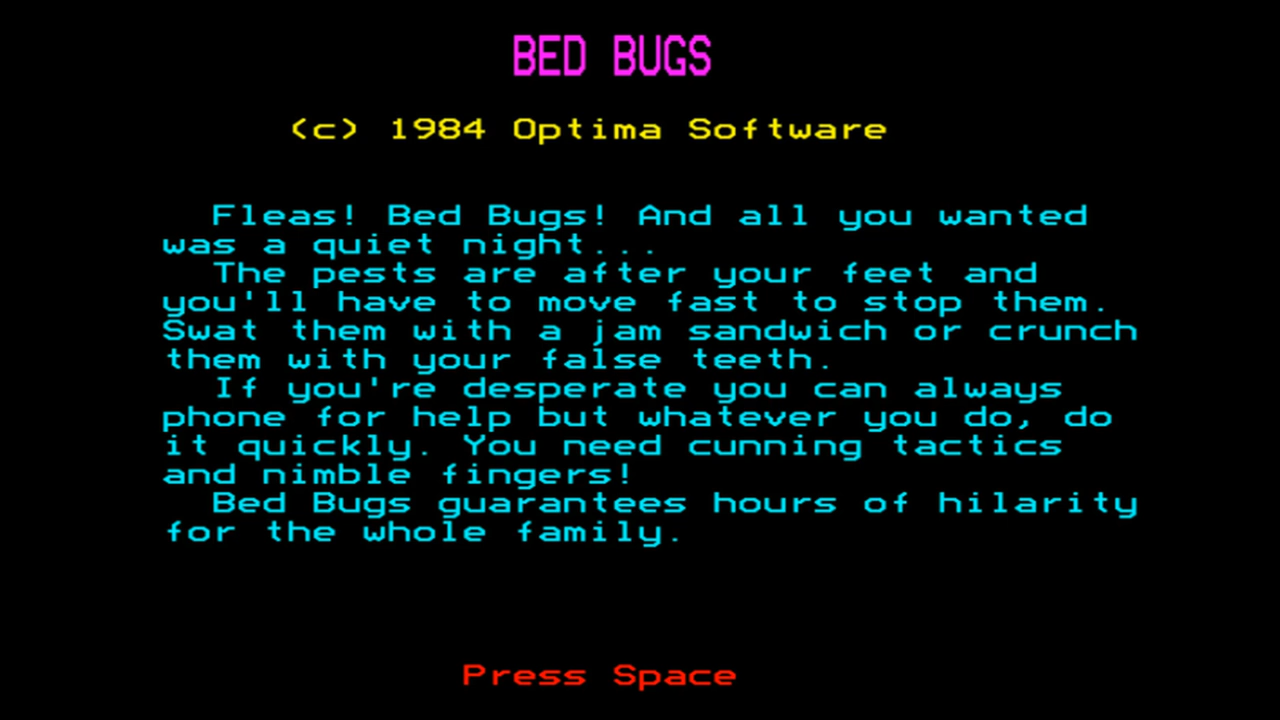 BED BUGS
(c) 1984 Optima Software
Fleas! Bed Bugs! And all you wanted
was a quiet night...
The pests are after your feet and
you'll have to move fast to stop them.
Swat them with a jam sandwich or crunch
them with your false teeth.
If you're desperate you can always
phone for help but whatever you do, do
it quickly. You need cunning tactics
and nimble fingers!
Bed Bugs guarantees hours of hilarity
for the whole family.
Press Space